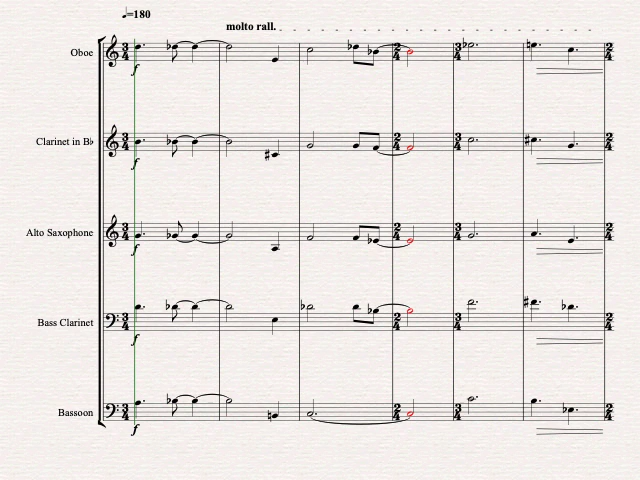 ♩=180
molto rall.
Oboe
f
Clarinet in B♭
f
Alto Saxophone
f
Bass Clarinet
f
Bassoon
f